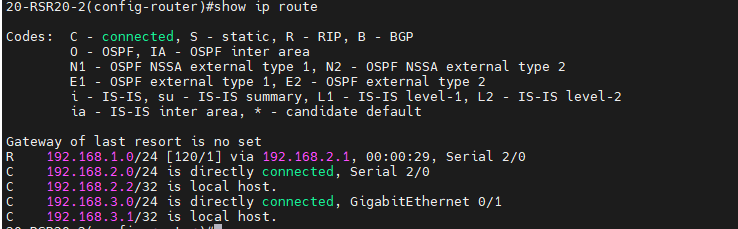 20-RSR20-2(config-router)#show ip route
Codes:  C - connected, S - static, R - RIP, B - BGP
O - OSPF, IA - OSPF inter area
N1 - OSPF NSSA external type 1, N2 - OSPF NSSA external type 2
E1 - OSPF external type 1, E2 - OSPF external type 2
i - IS-IS, su - IS-IS summary, L1 - IS-IS level-1, L2 - IS-IS level-2
ia - IS-IS inter area, * - candidate default
Gateway of last resort is no set
R    192.168.1.0/24 [120/1] via 192.168.2.1, 00:00:29, Serial 2/0
C    192.168.2.0/24 is directly connected, Serial 2/0
C    192.168.2.2/32 is local host.
C    192.168.3.0/24 is directly connected, GigabitEthernet 0/1
C    192.168.3.1/32 is local host.
20-RSR20-2(config-router)#